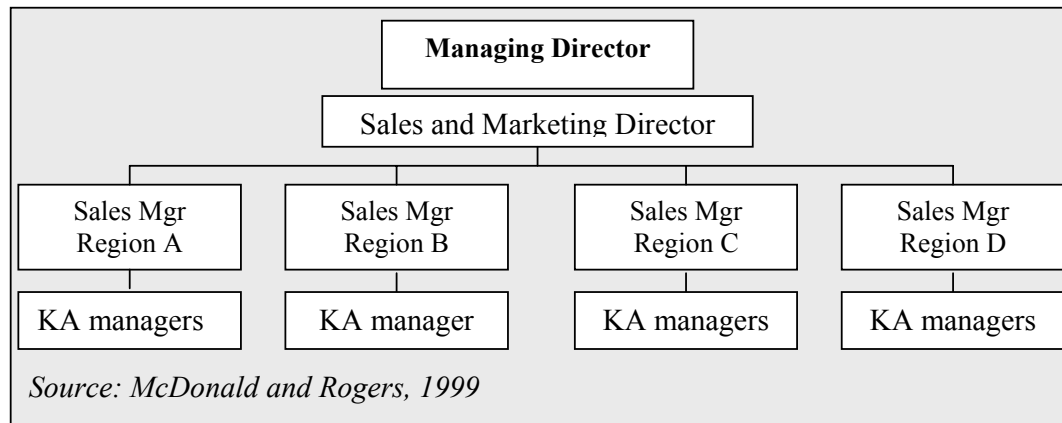 Managing Director
Sales and Marketing Director
Sales Mgr
Region A
Sales Mgr
Region B
Sales Mgr
Region C
Sales Mgr
Region D
KA managers
KA manager
KA managers
KA managers
Source: McDonald and Rogers, 1999